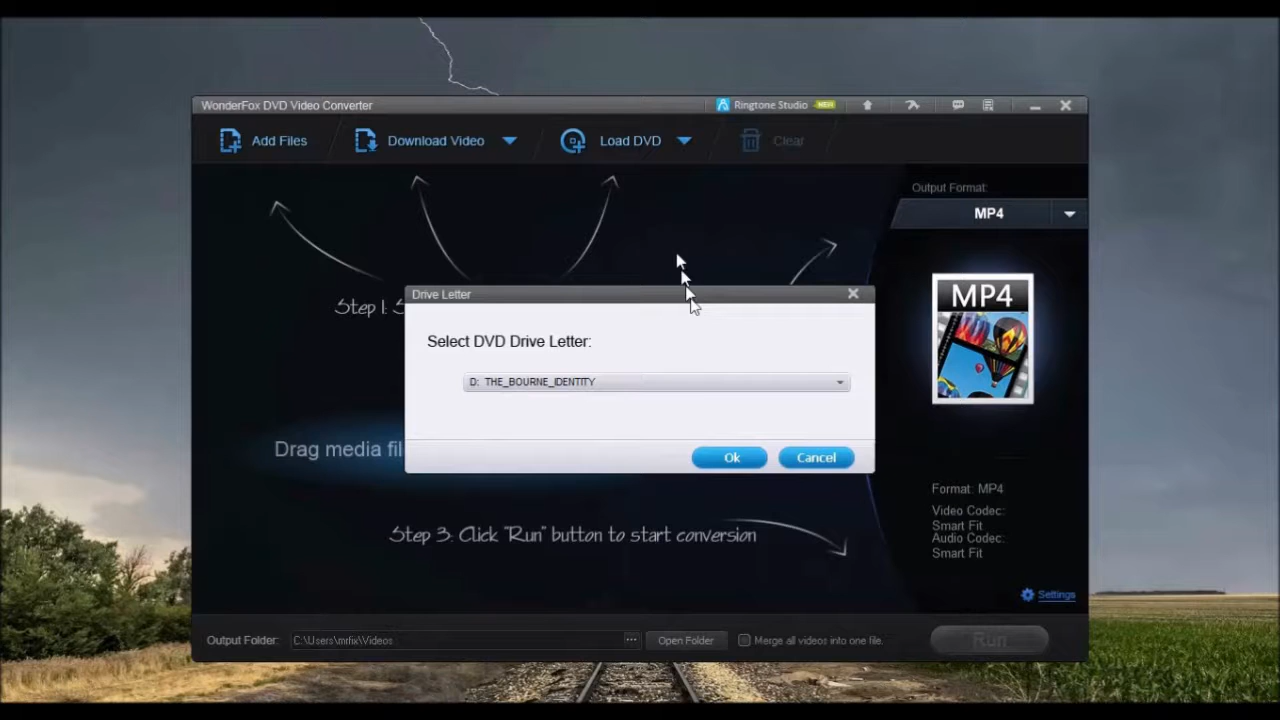 WonderFox DVD Video Converter
Ringtone Studio NEW
Add Files
Download Video
Load DVD
Clear
Output Format:
MP4
MP4
Step 1: S
Drive Letter
Select DVD Drive Letter:
D: THE_BOURNE_IDENTITY
Ok
Cancel
Drag media fil
Step 3: Click "Run" button to start conversion
Format: MP4
Video Codec:
Smart Fit
Audio Codec:
Smart Fit
Settings
Output Folder:
C:\Users\mrfix\Videos
...
Open Folder
Merge all videos into one file.
Run